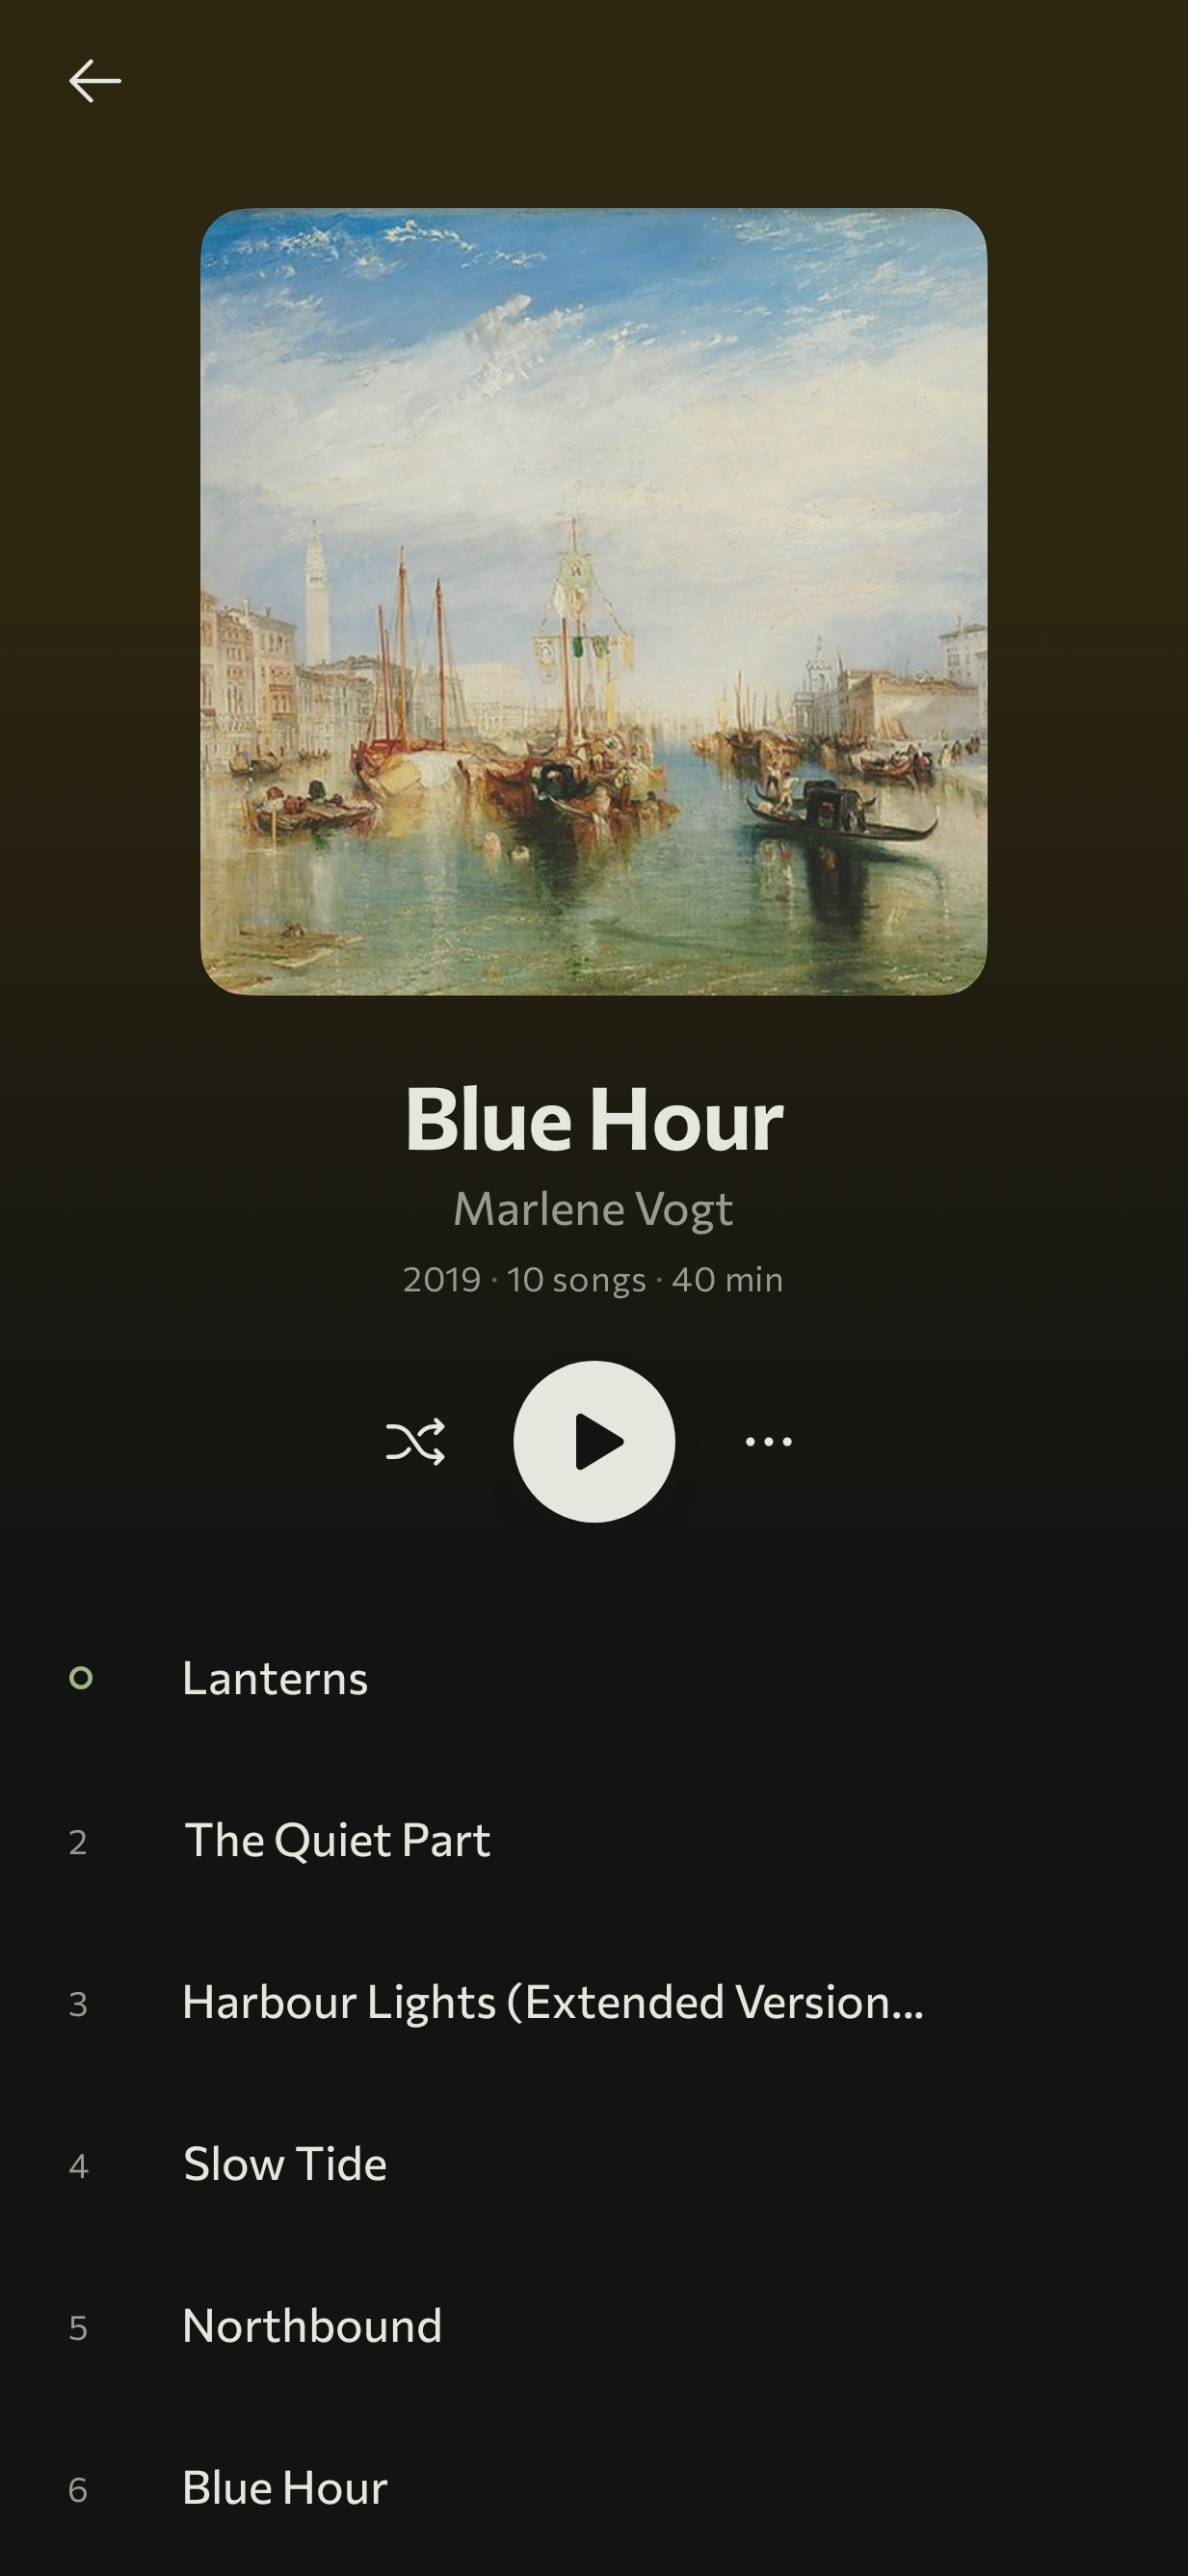 Blue Hour
Marlene Vogt
2019 · 10 songs · 40 min
Lanterns
2 The Quiet Part
3 Harbour Lights (Extended Version...
4 Slow Tide
5 Northbound
6 Blue Hour